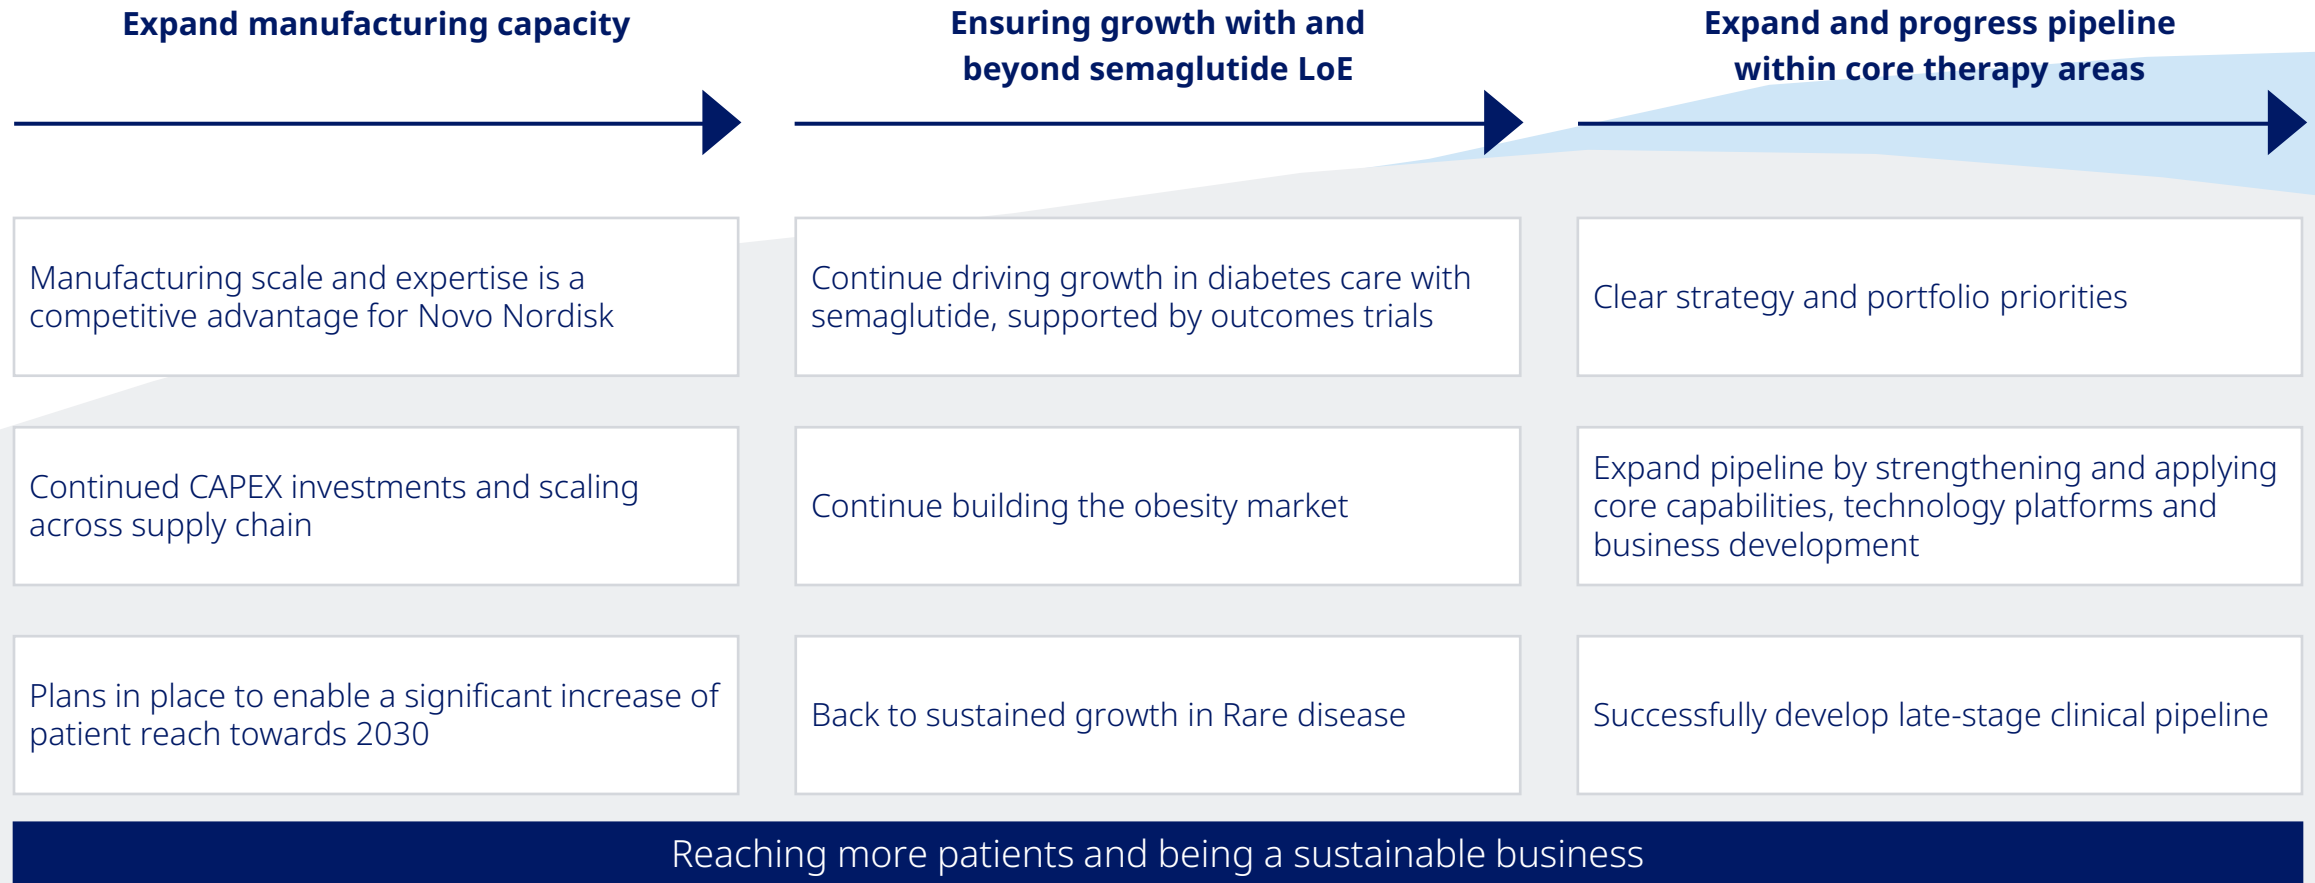 Expand manufacturing capacity
Ensuring growth with and
beyond semaglutide LoE
Expand and progress pipeline
within core therapy areas
Manufacturing scale and expertise is a
competitive advantage for Novo Nordisk
Continue driving growth in diabetes care with
semaglutide, supported by outcomes trials
Clear strategy and portfolio priorities
Continued CAPEX investments and scaling
across supply chain
Continue building the obesity market
Expand pipeline by strengthening and applying
core capabilities, technology platforms and
business development
Plans in place to enable a significant increase of
patient reach towards 2030
Back to sustained growth in Rare disease
Successfully develop late-stage clinical pipeline
Reaching more patients and being a sustainable business